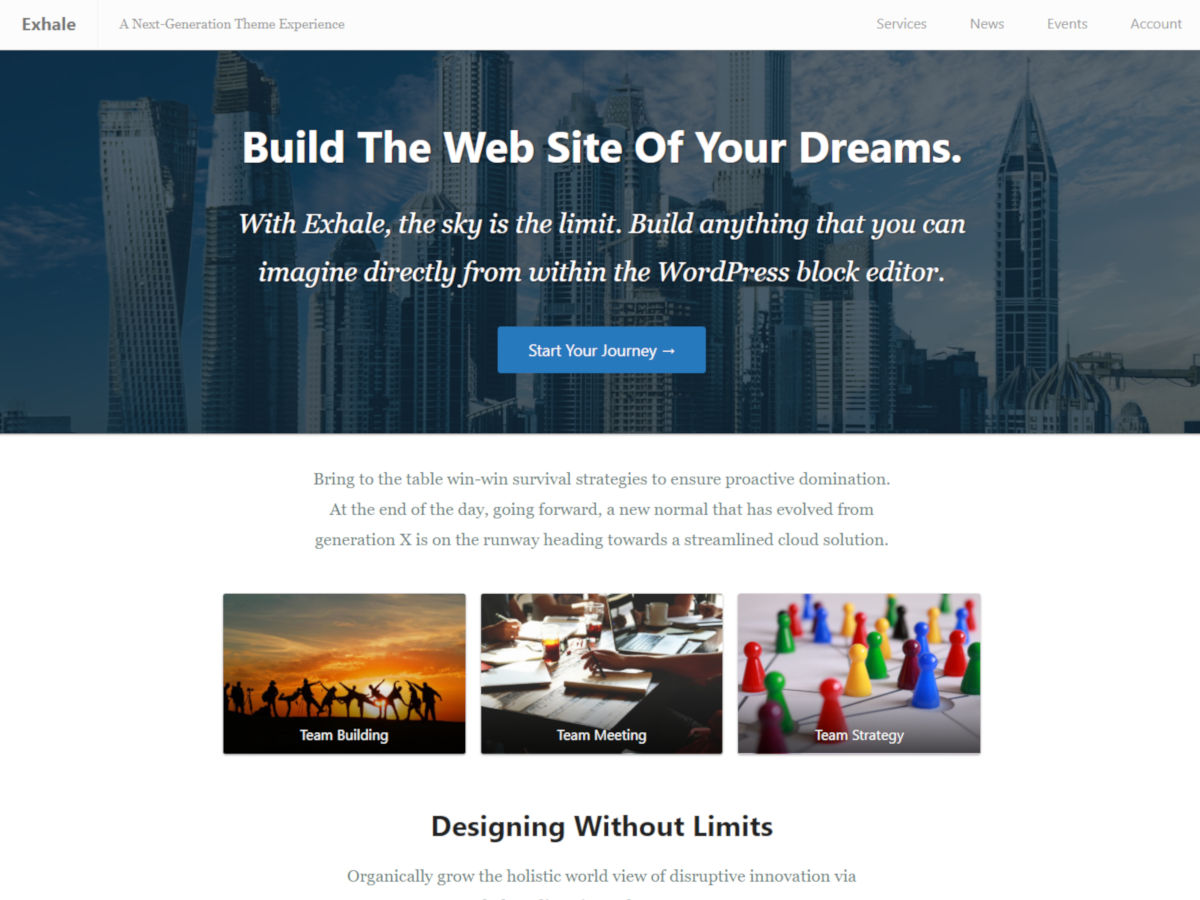 Exhale
A Next-Generation Theme Experience
Services
News
Events
Account
Build The Web Site Of Your Dreams.
With Exhale, the sky is the limit. Build anything that you can
imagine directly from within the WordPress block editor.
Start Your Journey →
Bring to the table win-win survival strategies to ensure proactive domination.
At the end of the day, going forward, a new normal that has evolved from
generation X is on the runway heading towards a streamlined cloud solution.
Team Building
Team Meeting
Team Strategy
Designing Without Limits
Organically grow the holistic world view of disruptive innovation via